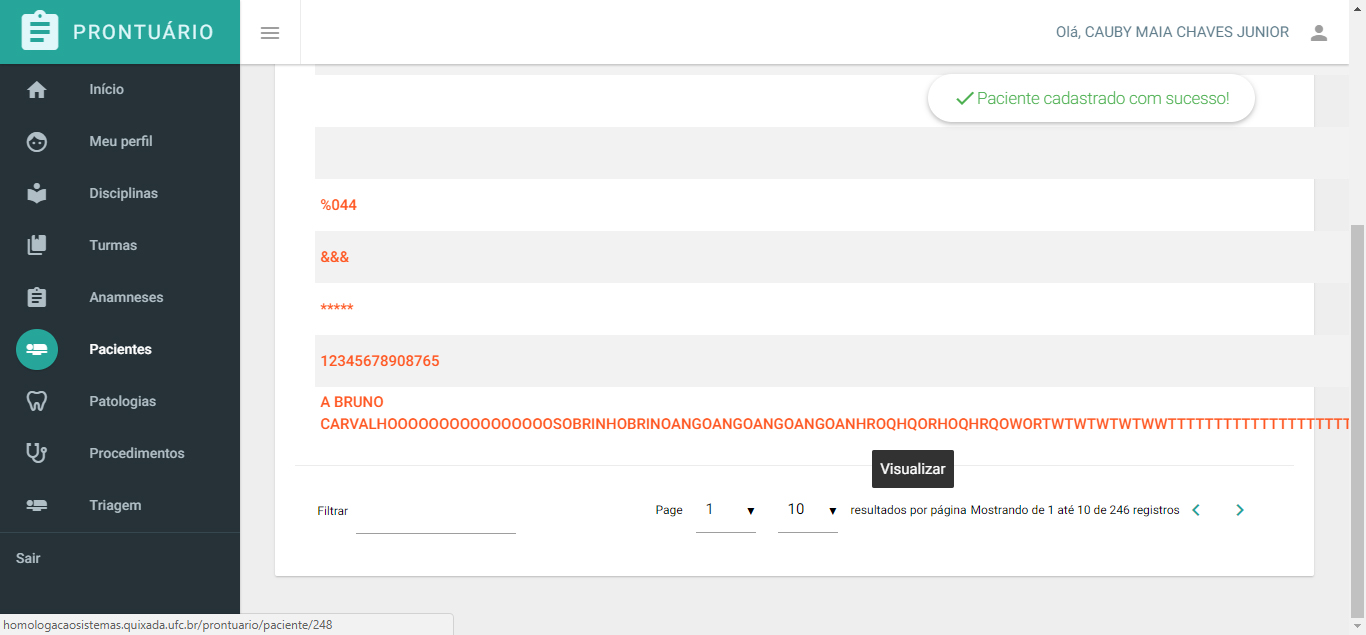 PRONTUÁRIO
Olá, CAUBY MAIA CHAVES JUNIOR
Início
Meu perfil
Disciplinas
Turmas
Anamneses
Pacientes
Patologias
Procedimentos
Triagem
Sair
Paciente cadastrado com sucesso!
%044
&&&
*****
12345678908765
A BRUNO
CARVALHOOOOOOOOOOOOOOOOSOBRINHOBRINOANGOANGOANGOANGOANHROQHQORHOQHRQOWORTWTWTWTWTWWTTTTTTTTTTTTTTTTTTTT
Visualizar
Filtrar
Page 1 10 resultados por página Mostrando de 1 até 10 de 246 registros
homologacaosistemas.quixada.ufc.br/prontuario/paciente/248